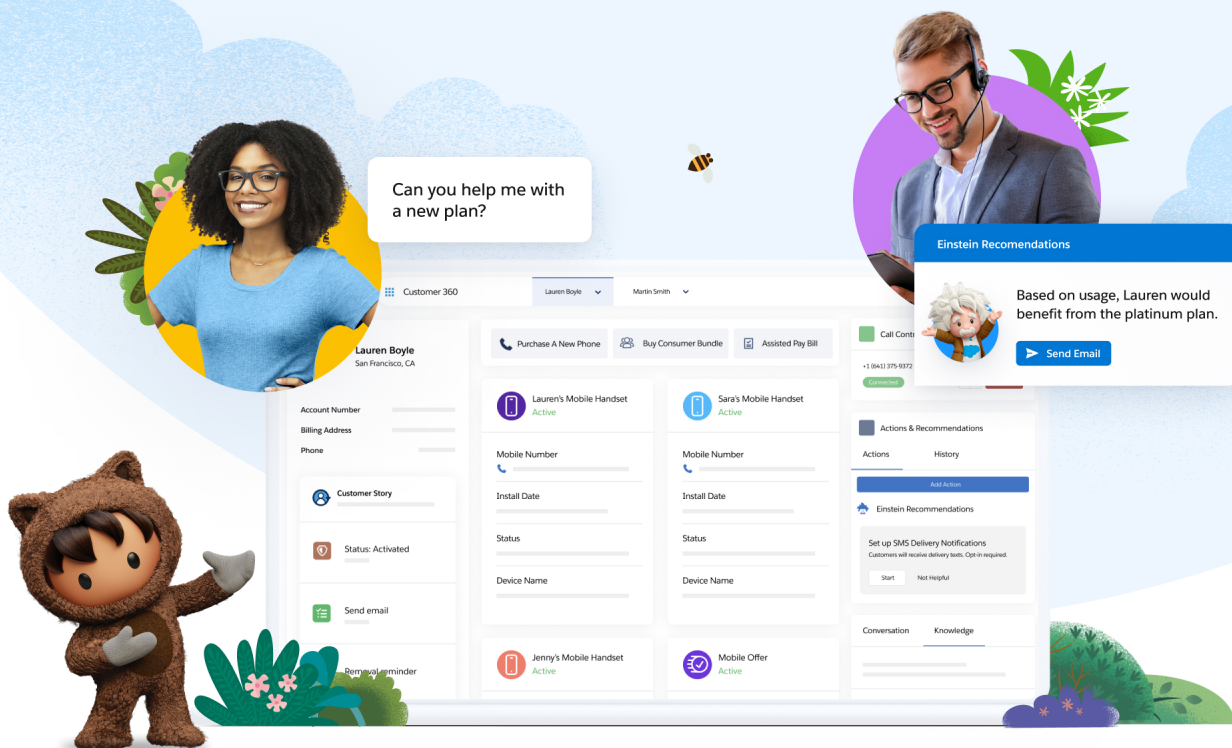 Can you help me with
a new plan?
Einstein Recomendations
Based on usage, Lauren would
benefit from the platinum plan.
Send Email
Customer 360
Lauren Boyle
Martin Smith
Lauren Boyle
San Francisco, CA
Account Number
Billing Address
Phone
Customer Story
Status: Activated
Send email
Removal reminder
Purchase A New Phone
Buy Consumer Bundle
Assisted Pay Bill
Lauren's Mobile Handset
Active
Mobile Number
Install Date
Status
Device Name
Sara's Mobile Handset
Active
Mobile Number
Install Date
Status
Device Name
Jenny's Mobile Handset
Active
Mobile Offer
Active
Call
+1 (641) 375-9372
Connected
Actions & Recommendations
Actions
History
Add Action
Einstein Recommendations
Set up SMS Delivery Notifications
Customers will receive delivery texts. Opt-in required.
Start
Not Helpful
Conversation
Knowledge